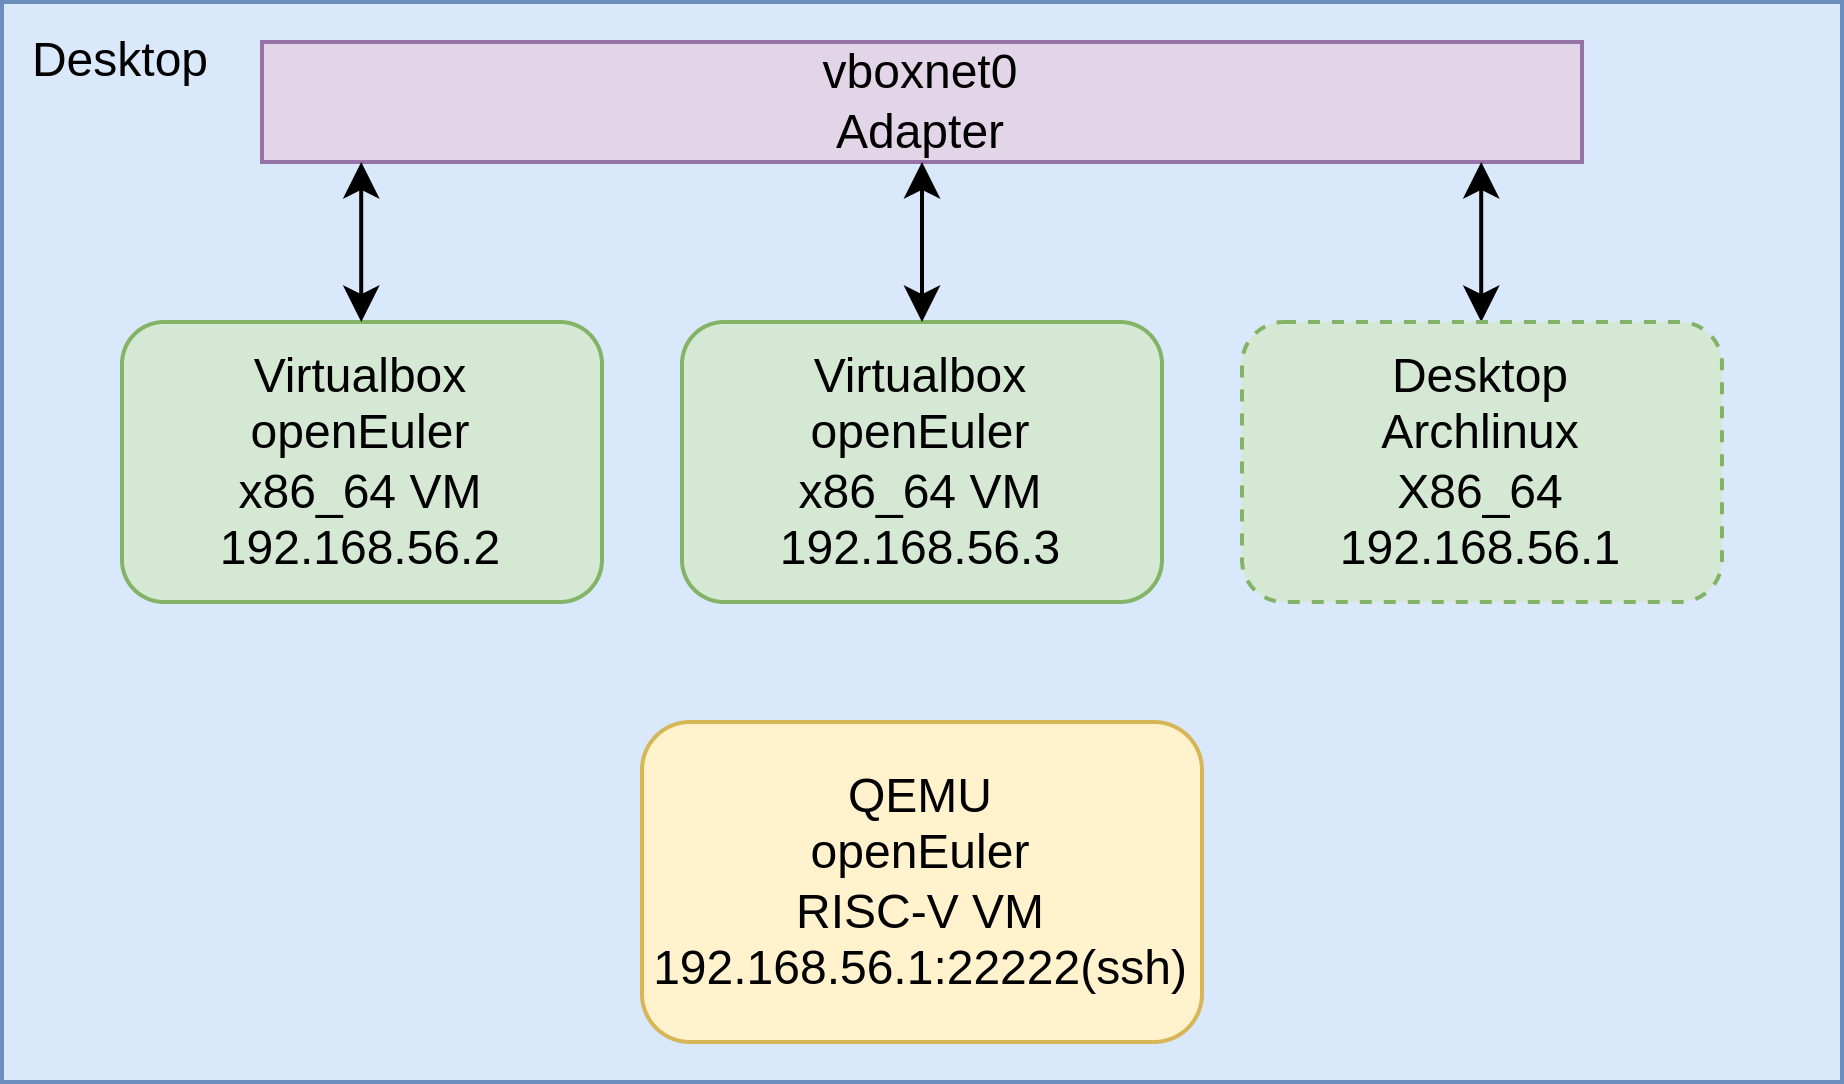 Desktop
vboxnet0
Adapter
Virtualbox
openEuler
x86_64 VM
192.168.56.2
Virtualbox
openEuler
x86_64 VM
192.168.56.3
Desktop
Archlinux
X86_64
192.168.56.1
QEMU
openEuler
RISC-V VM
192.168.56.1:22222(ssh)